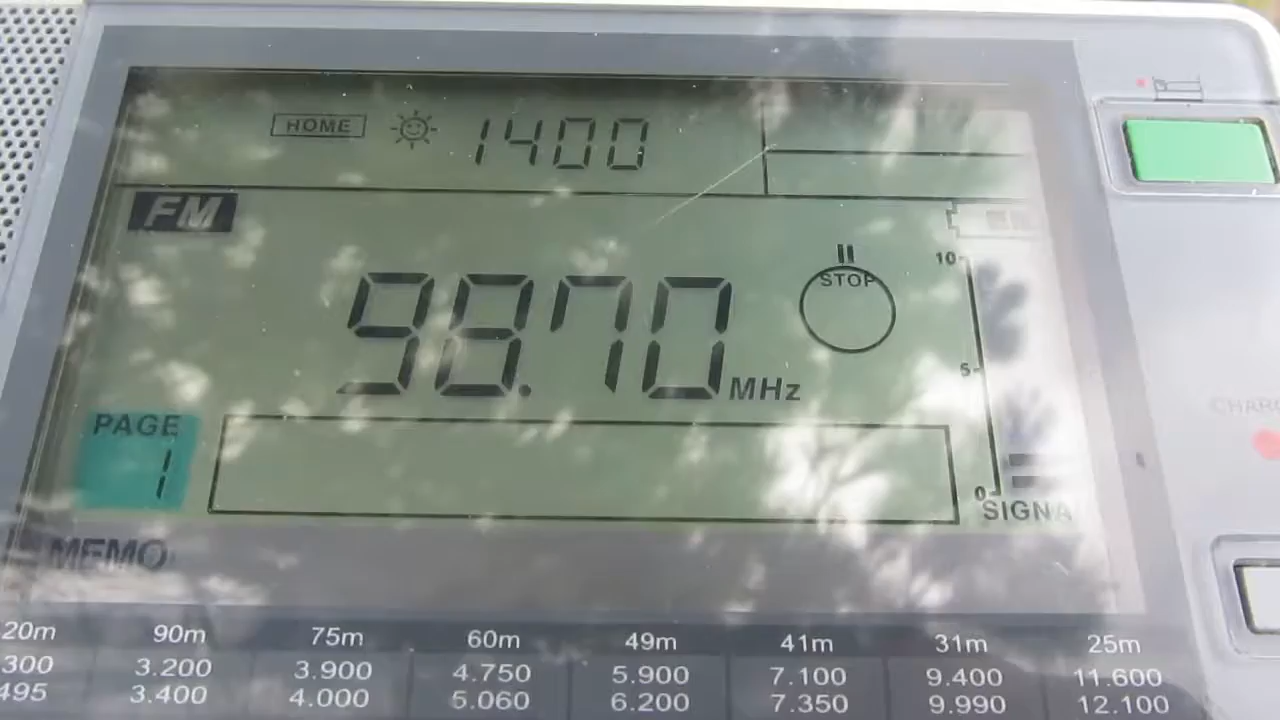 HOME 1400
FM
98.70 MHz
STOP
10
5
0
SIGNA
PAGE
1
MEMO
CHARG
20m 90m 75m 60m 49m 41m 31m 25m
300 3.200 3.900 4.750 5.900 7.100 9.400 11.600
495 3.400 4.000 5.060 6.200 7.350 9.990 12.100